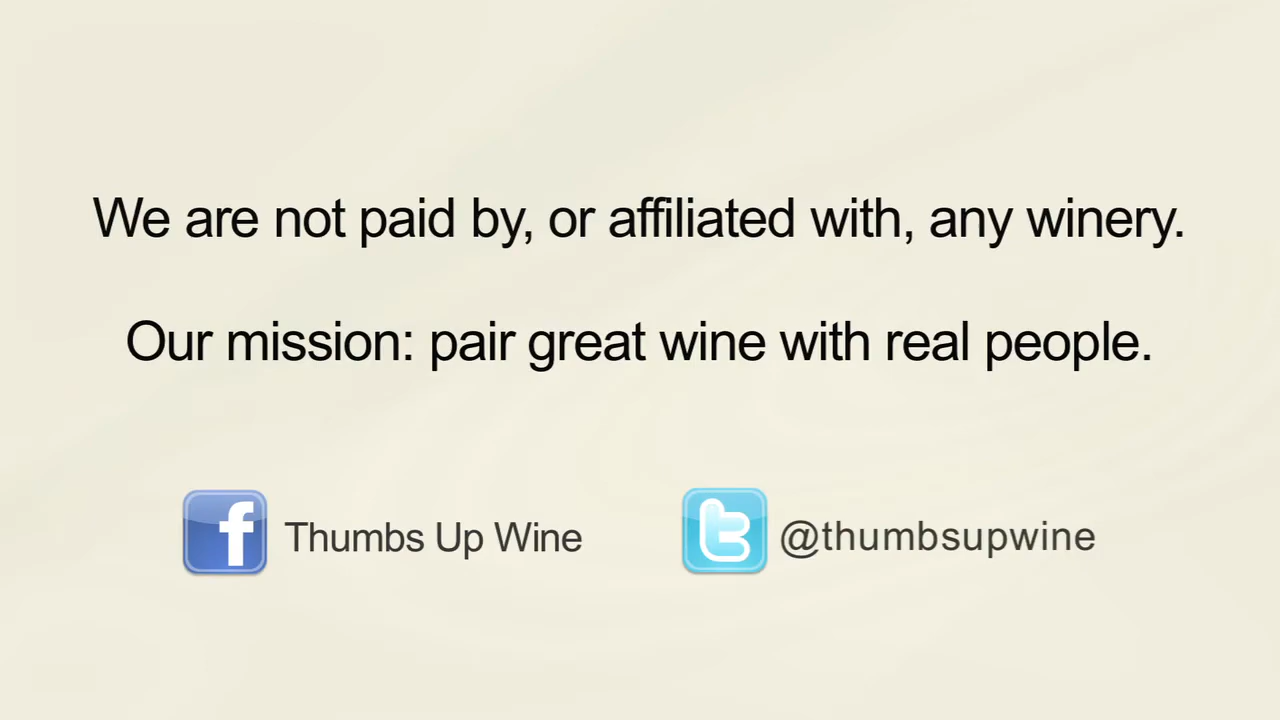 We are not paid by, or affiliated with, any winery.
Our mission: pair great wine with real people.
f Thumbs Up Wine
t @thumbsupwine